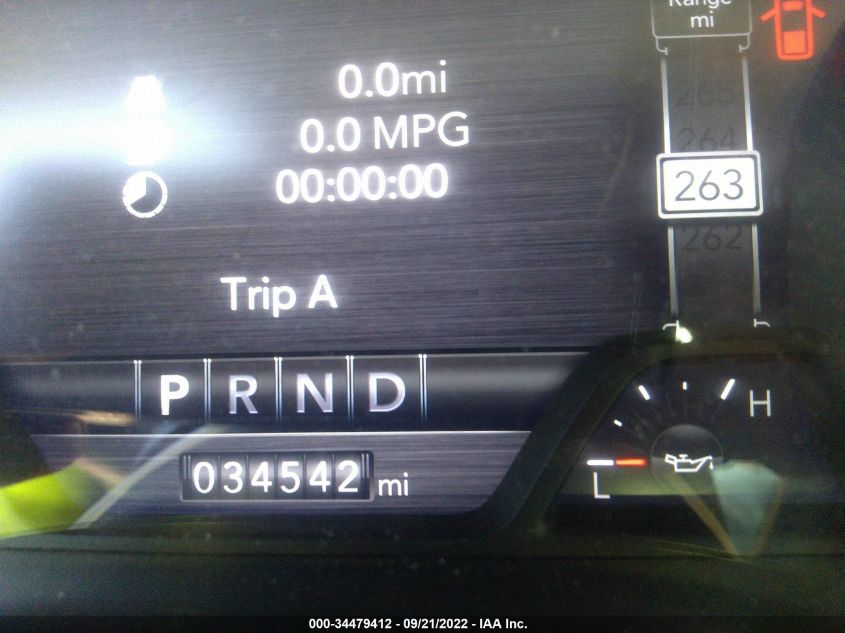 Range
mi
0.0mi
265
264
0.0 MPG
00:00:00
263
262
Trip A
P R N D
H
034542 mi
L
000-34479412 - 09/21/2022 - IAA Inc.